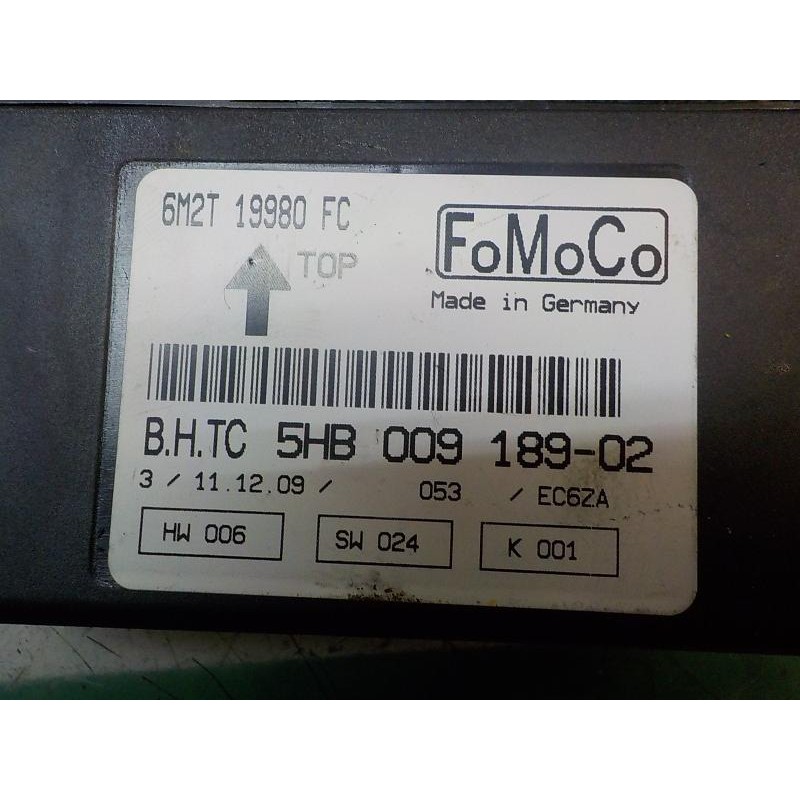 6M2T 19980 FC
FoMoCo
TOP
Made in Germany
B.H.TC 5HB 009 189-02
3 / 11.12.09 / 053 / EC6ZA
HW 006
SW 024
K 001